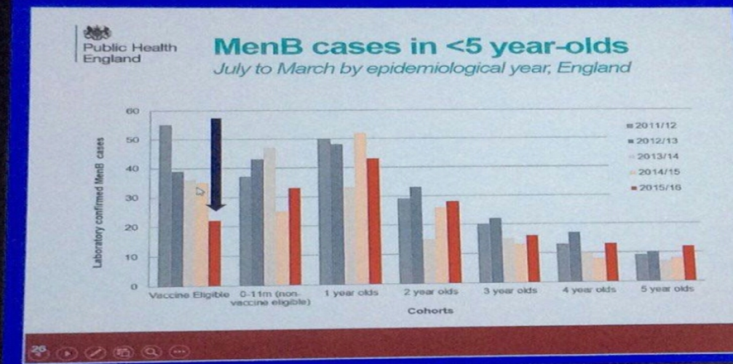 Public Health
England
MenB cases in <5 year-olds
July to March by epidemiological year, England
Laboratory confirmed MenB cases
60
50
40
30
20
10
0
2011/12
2012/13
2013/14
2014/15
2015/16
Vaccine Eligible
0-11m (non-
vaccine eligible)
1 year olds
2 year olds
3 year olds
4 year olds
5 year olds
Cohorts
26